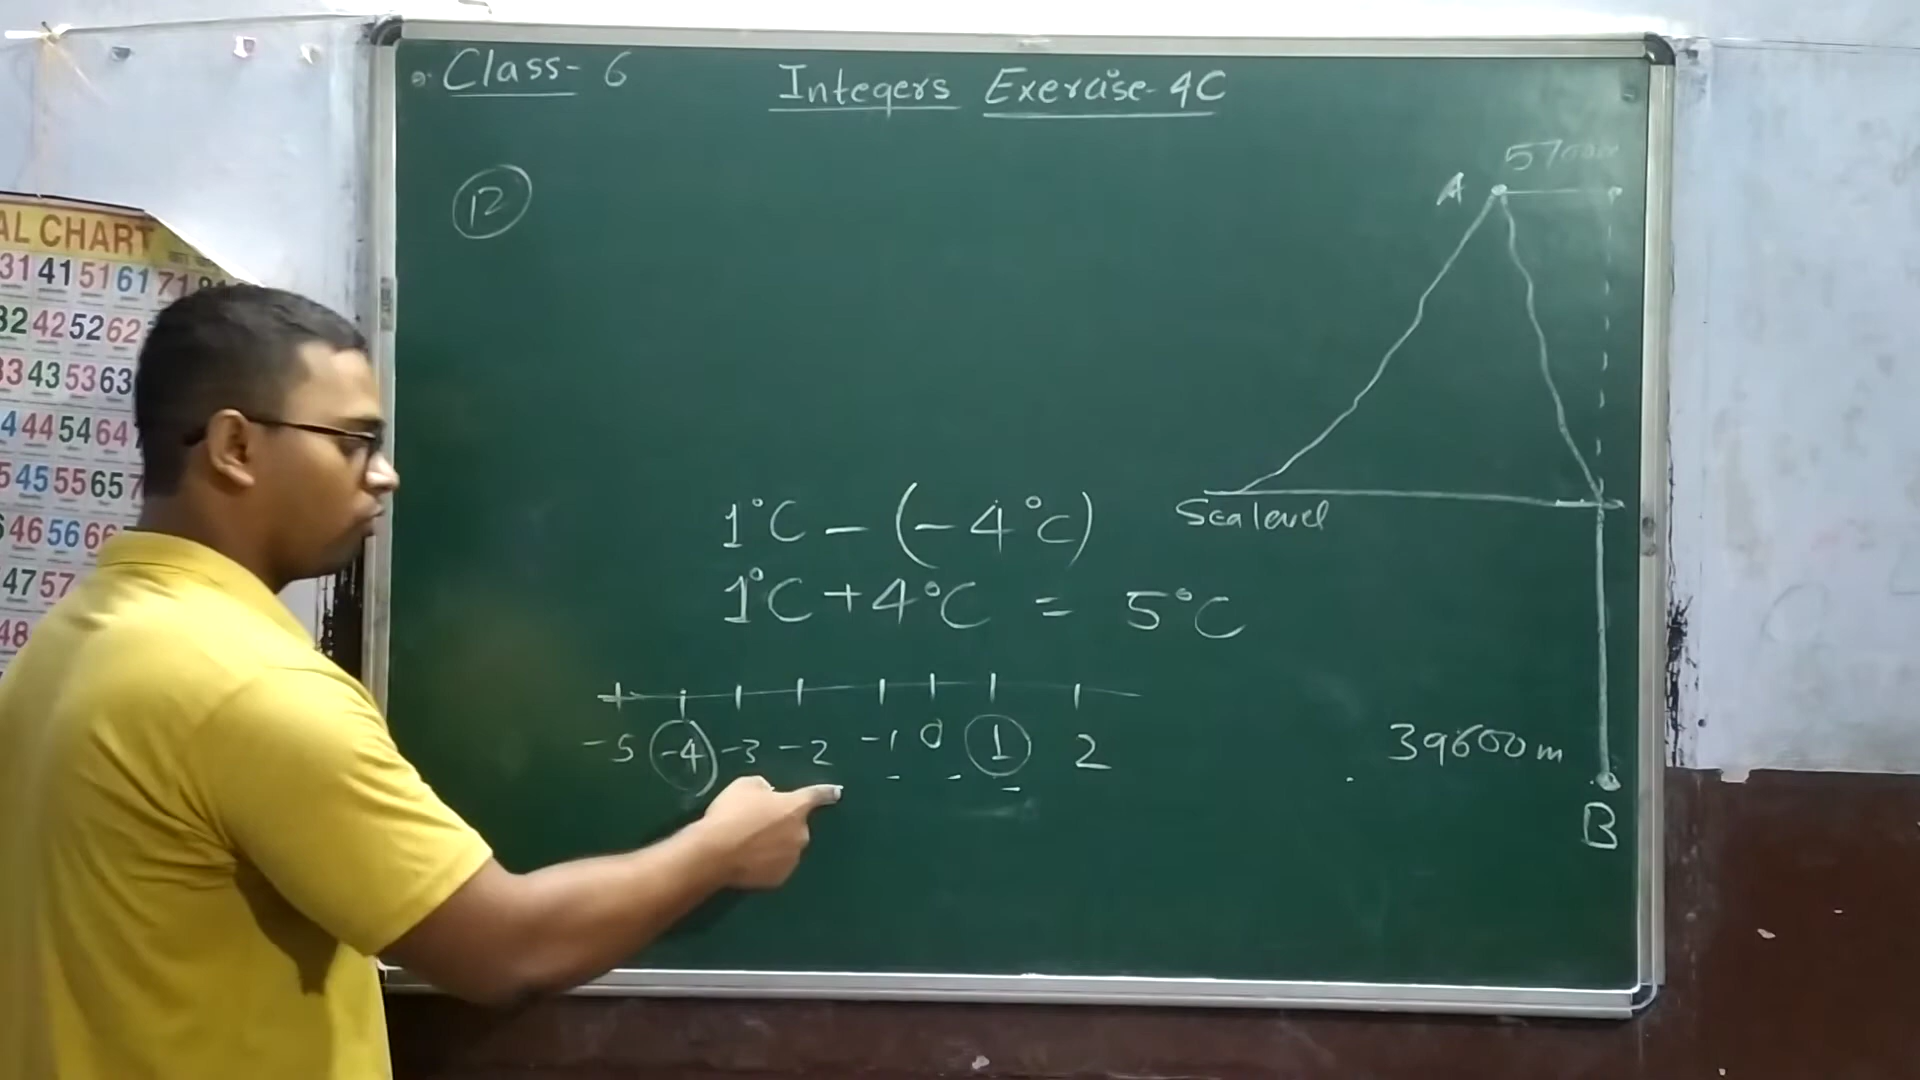 Class- 6
Integers Exercise-4C
12
A
1°C - (-4°C)
Sea level
1°C + 4°C = 5°C
-5 -4 -3 -2 -1 0 1 2
39600 m
B
AL CHART
31 41 51 61 71
32 42 52 62
33 43 53 63
44 54 64
45 55 65
46 56 66
47 57
48